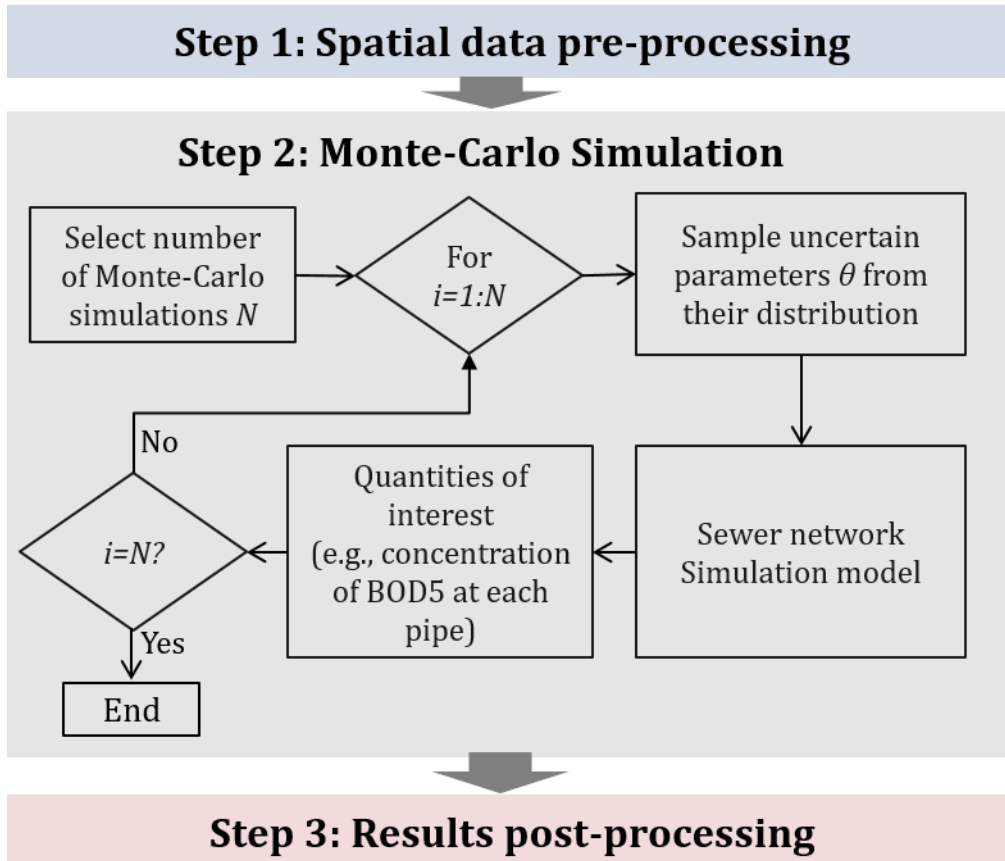 Step 1: Spatial data pre-processing
Step 2: Monte-Carlo Simulation
Select number
of Monte-Carlo
simulations N
For
i=1:N
Sample uncertain
parameters θ from
their distribution
No
i=N?
Yes
End
Quantities of
interest
(e.g., concentration
of BOD5 at each
pipe)
Sewer network
Simulation model
Step 3: Results post-processing